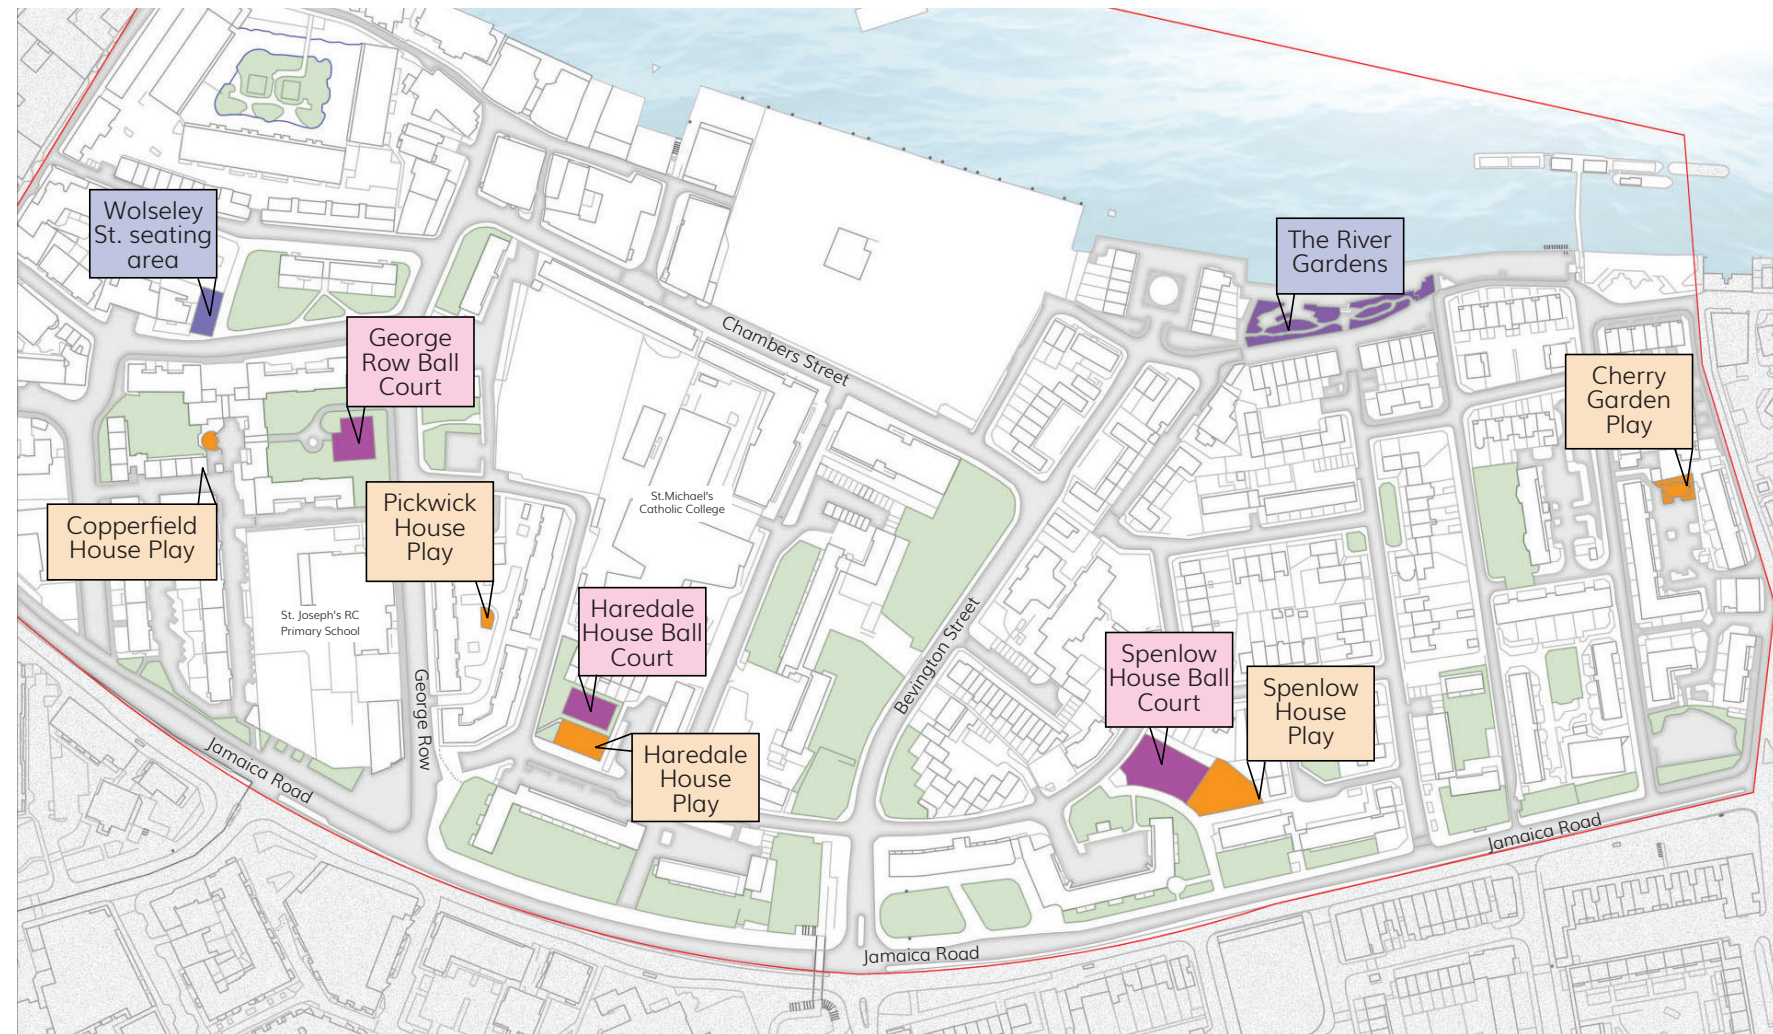 Wolseley
St. seating
area
The River
Gardens
George
Row Ball
Court
Chambers Street
Cherry
Garden
Play
Copperfield
House Play
Pickwick
House
Play
St.Michael's
Catholic College
St. Joseph's RC
Primary School
Haredale
House Ball
Court
Bevington Street
Spenlow
House Ball
Court
Spenlow
House
Play
George Row
Haredale
House
Play
Jamaica Road
Jamaica Road
Jamaica Road